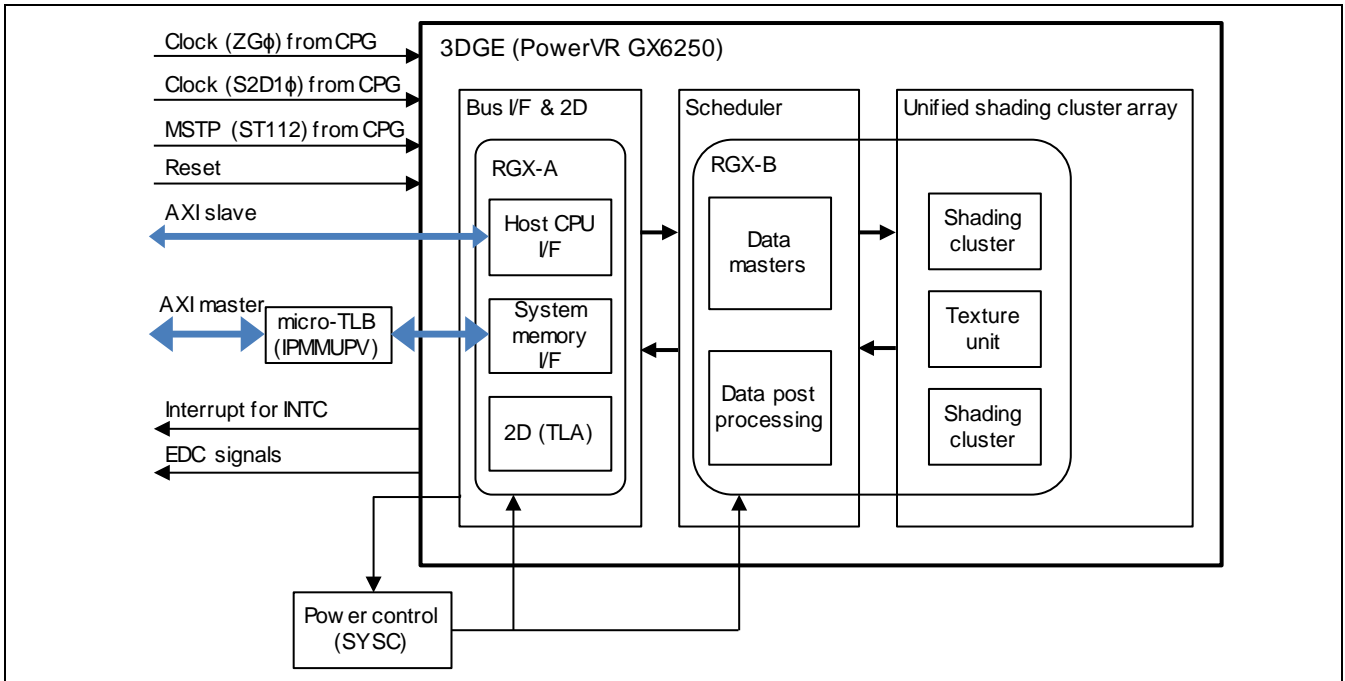 Clock (ZGϕ) from CPG
3DGE (PowerVR GX6250)
Clock (S2D1ϕ) from CPG
MSTP (ST112) from CPG
Reset
AXI slave
AXI master
micro-TLB
(IPMMUPV)
Interrupt for INTC
EDC signals
Bus I/F & 2D
RGX-A
Host CPU
I/F
System
memory
I/F
2D (TLA)
Scheduler
RGX-B
Data
masters
Data post
processing
Unified shading cluster array
Shading
cluster
Texture
unit
Shading
cluster
Power control
(SYSC)